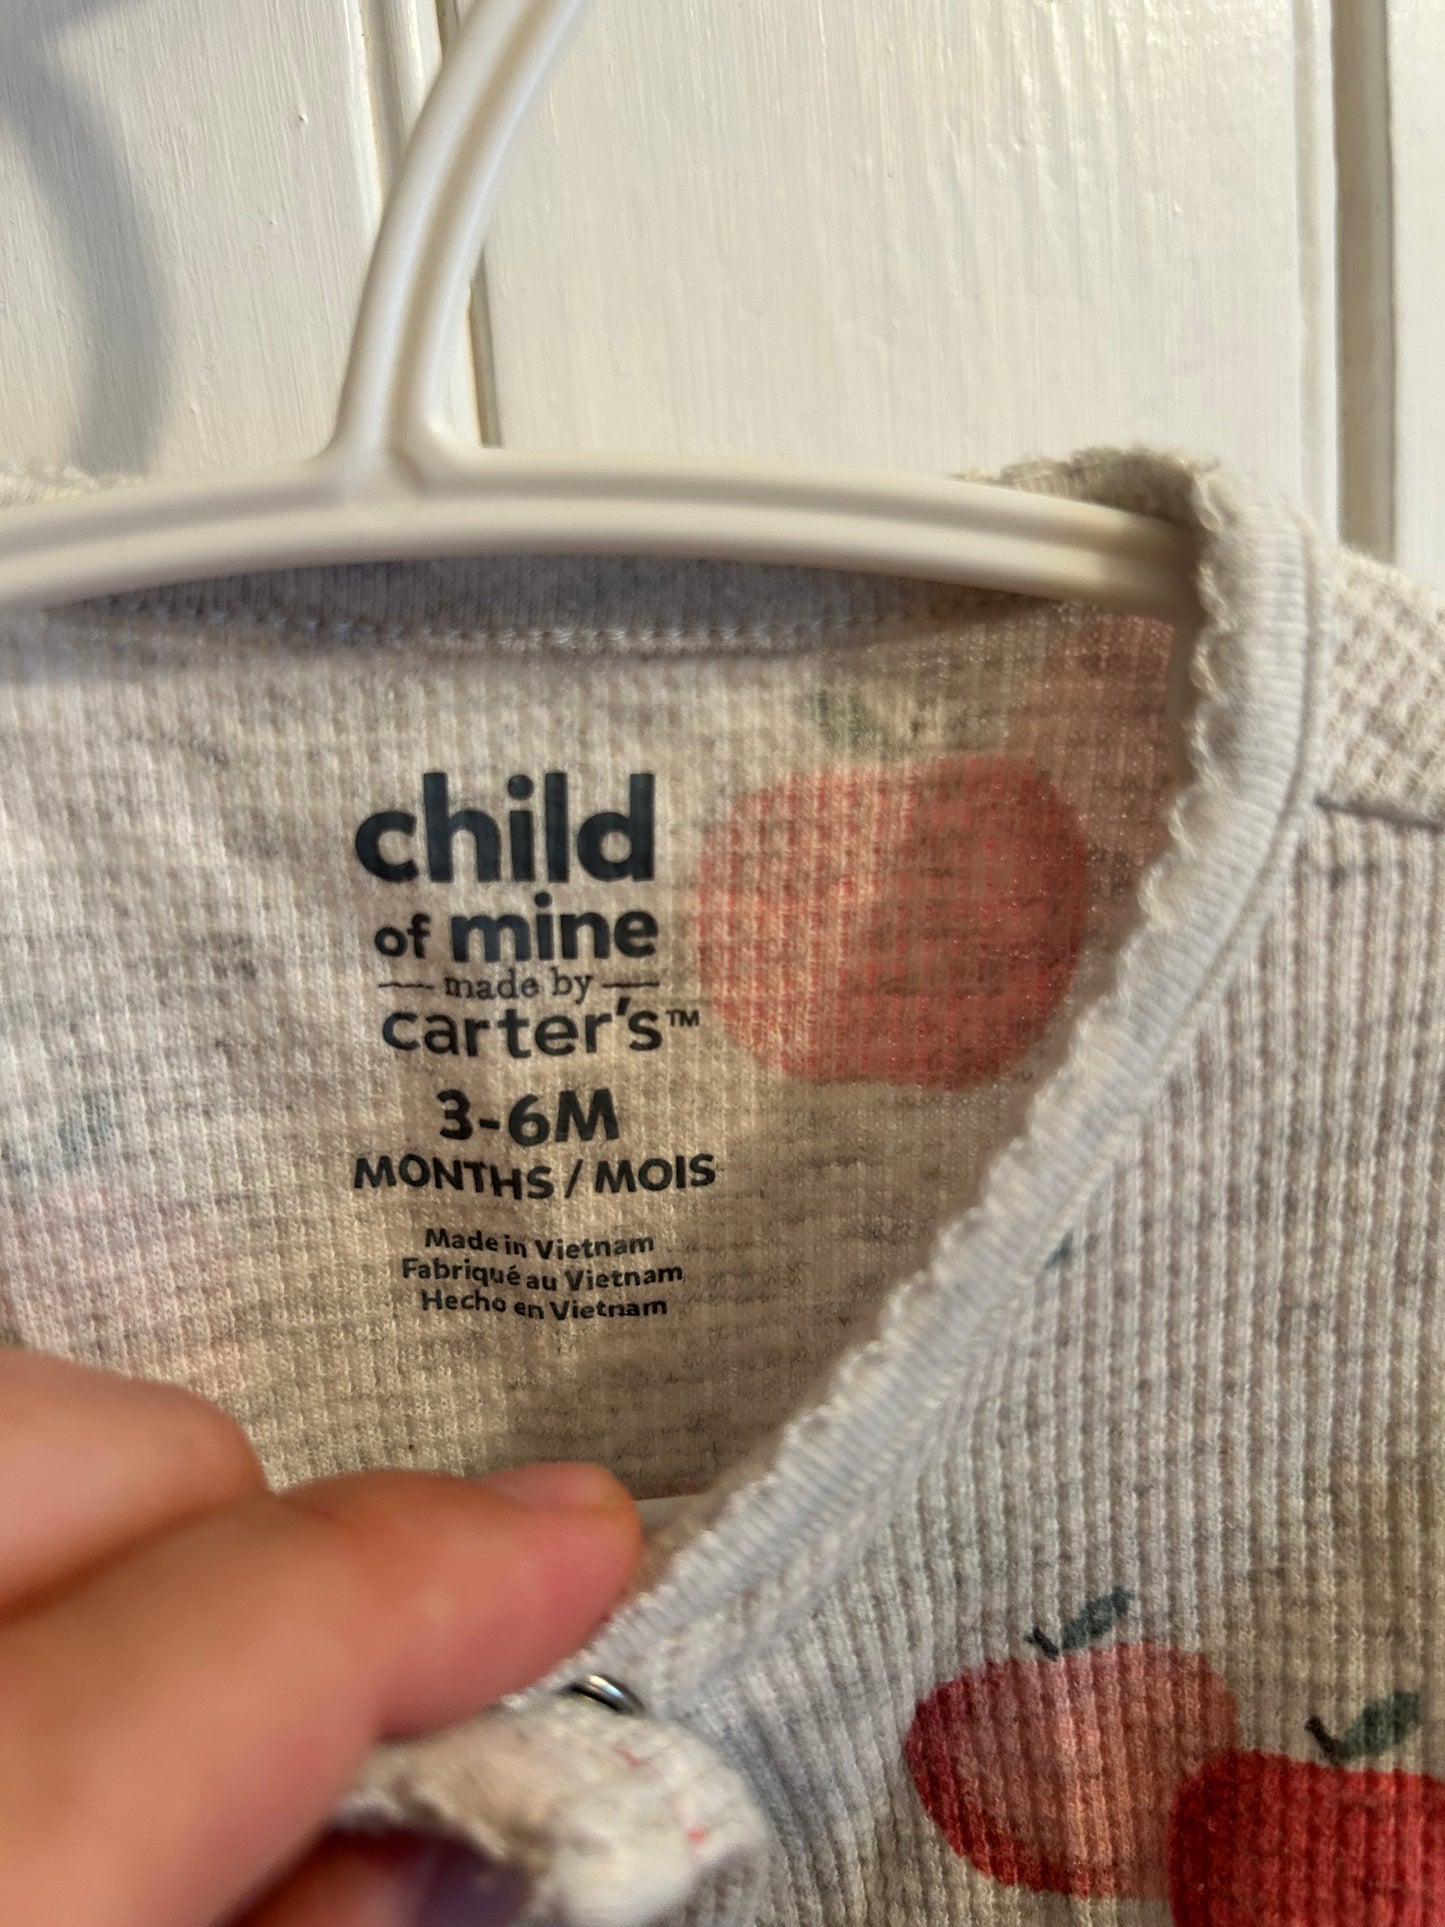 child
of mine
made by
carter's™
3-6M
MONTHS / MOIS
Made in Vietnam
Fabriqué au Vietnam
Hecho en Vietnam